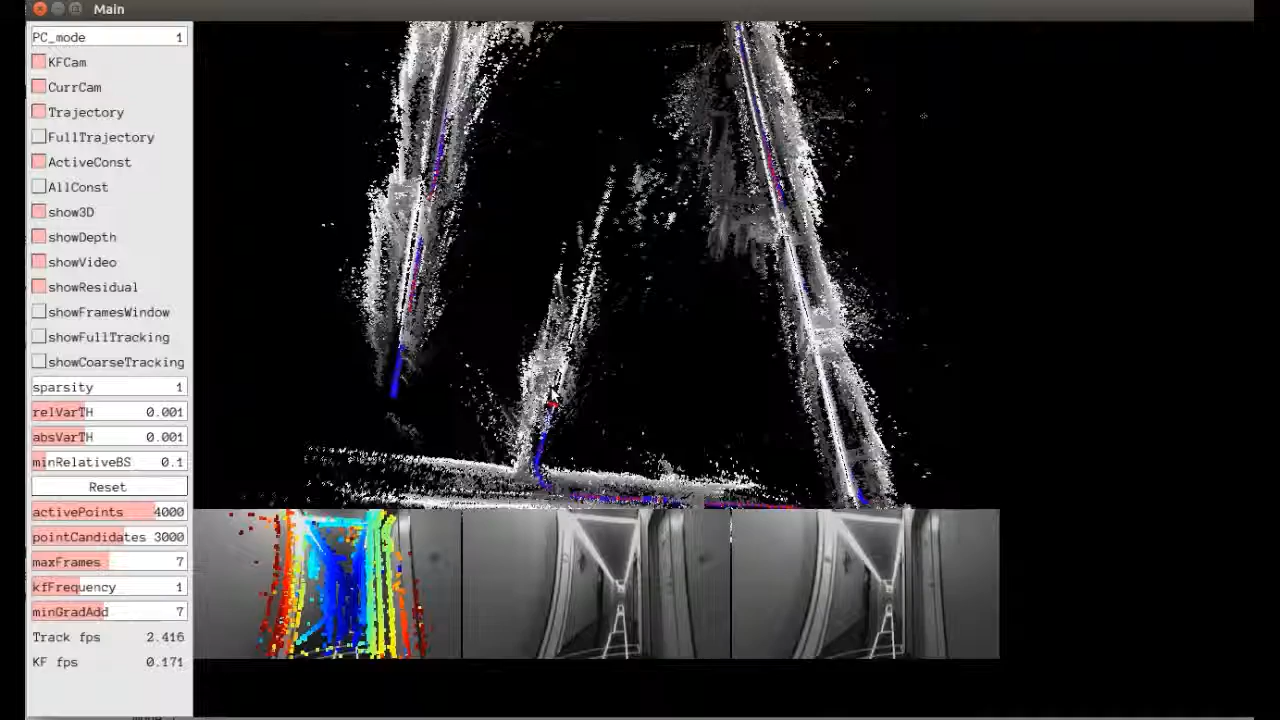 Main
PC_mode 1
KFCam
CurrCam
Trajectory
FullTrajectory
ActiveConst
AllConst
show3D
showDepth
showVideo
showResidual
showFramesWindow
showFullTracking
showCoarseTracking
sparsity 1
relVarTH 0.001
absVarTH 0.001
minRelativeBS 0.1
Reset
activePoints 4000
pointCandidates 3000
maxFrames 7
kfFrequency 1
minGradAdd 7
Track fps 2.416
KF fps 0.171